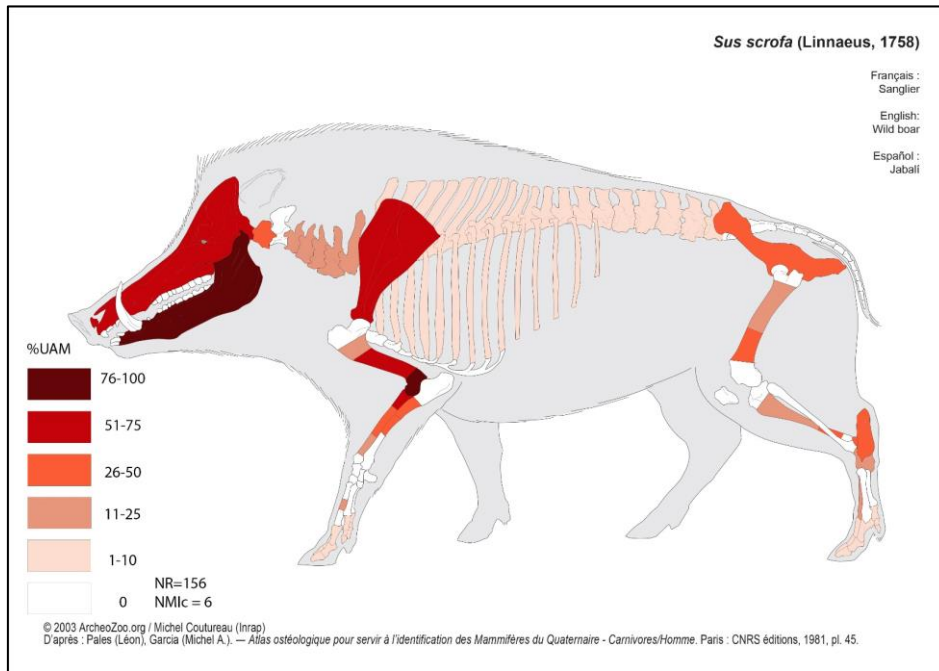 Sus scrofa (Linnaeus, 1758)
Français :
Sanglier
English:
Wild boar
Español :
Jabalí
%UAM
76-100
51-75
26-50
11-25
1-10
0
NR=156
NMIc = 6
© 2003 ArcheoZoo.org / Michel Coutureau (Inrap)
D'après : Pales (Léon), Garcia (Michel A.). — Atlas ostéologique pour servir à l'identification des Mammifères du Quaternaire - Carnivores/Homme. Paris : CNRS éditions, 1981, pl. 45.